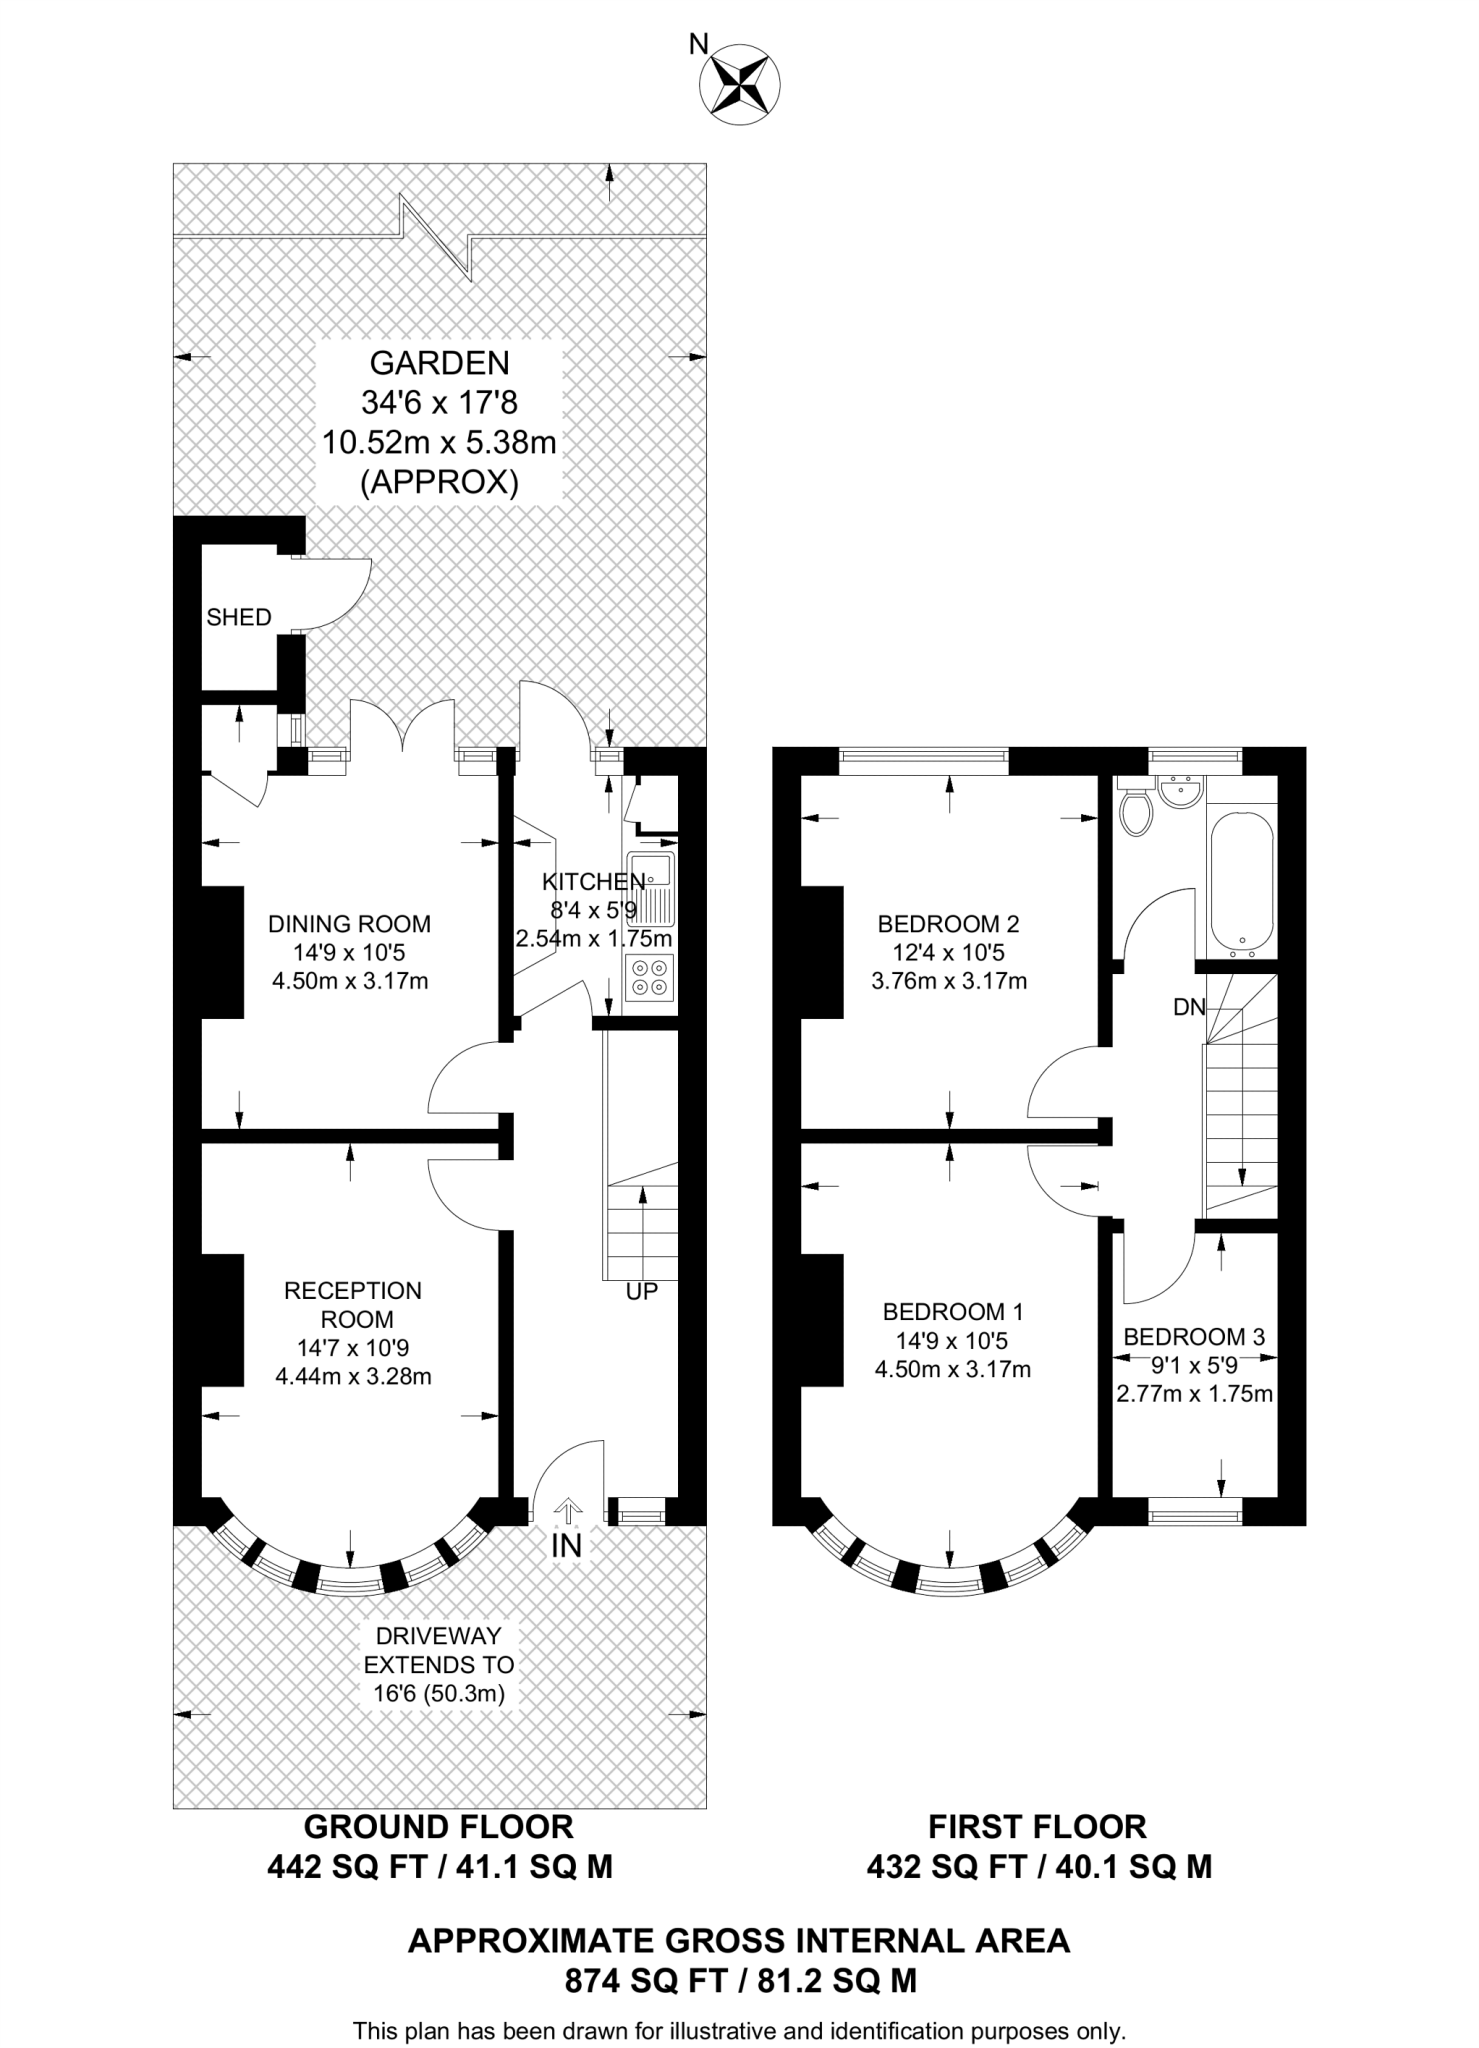 N
GARDEN
34'6 x 17'8
10.52m x 5.38m
(APPROX)
SHED
KITCHEN
8'4 x 5'9
2.54m x 1.75m
DINING ROOM
14'9 x 10'5
4.50m x 3.17m
RECEPTION
ROOM
14'7 x 10'9
4.44m x 3.28m
UP
IN
DRIVEWAY
EXTENDS TO
16'6 (50.3m)
BEDROOM 2
12'4 x 10'5
3.76m x 3.17m
DN
BEDROOM 1
14'9 x 10'5
4.50m x 3.17m
BEDROOM 3
9'1 x 5'9
2.77m x 1.75m
GROUND FLOOR
442 SQ FT / 41.1 SQ M
FIRST FLOOR
432 SQ FT / 40.1 SQ M
APPROXIMATE GROSS INTERNAL AREA
874 SQ FT / 81.2 SQ M
This plan has been drawn for illustrative and identification purposes only.